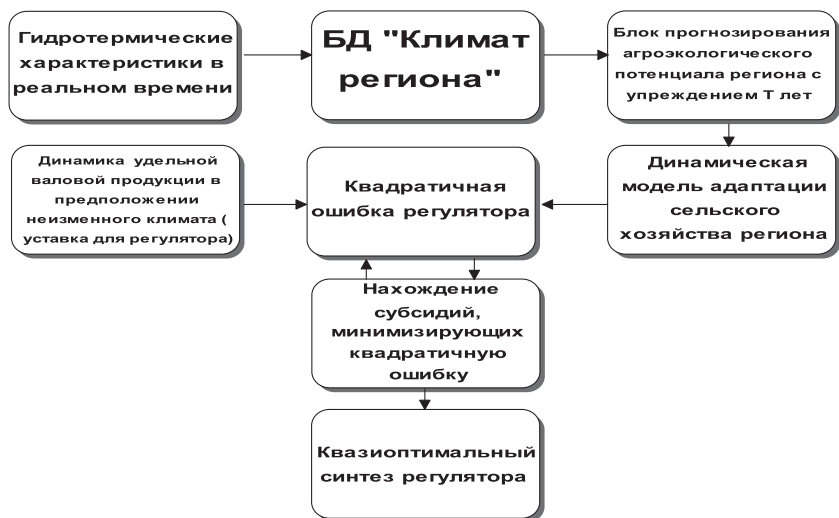 Гидротермические
характеристики в
реальном времени
БД "Климат
региона"
Блок прогнозирования
агроэкологического
потенциала региона с
упреждением Т лет
Динамика удельной
валовой продукции в
предположении
неизменного климата (
уставка для регулятора)
Квадратичная
ошибка регулятора
Динамическая
модель адаптации
сельского
хозяйства региона
Нахождение
субсидий,
минимизирующих
квадратичную
ошибку
Квазиоптимальный
синтез регулятора